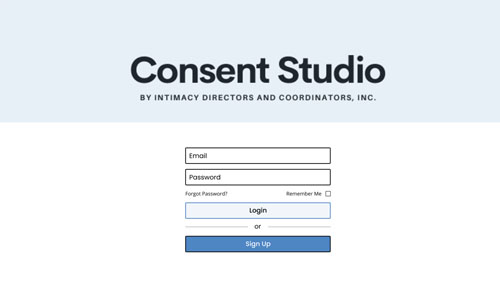 Consent Studio
BY INTIMACY DIRECTORS AND COORDINATORS, INC.
Email
Password
Forgot Password? Remember Me
Login
or
Sign Up